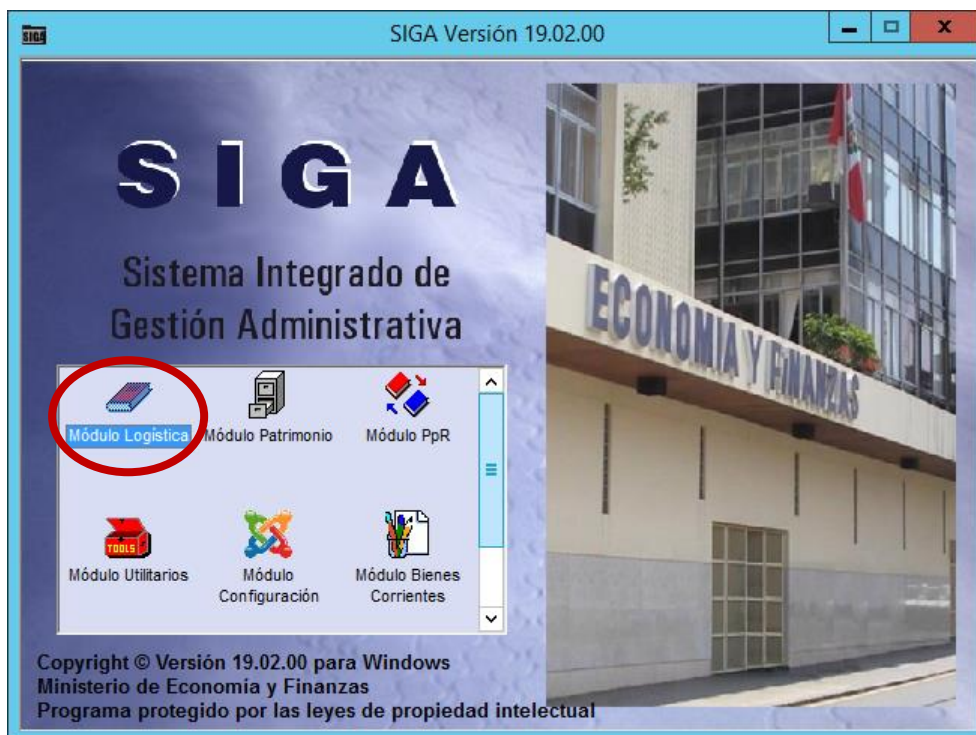 SIGA
SIGA Versión 19.02.00
SIGA
Sistema Integrado de
Gestión Administrativa
ECONOMIA Y FINANZAS
Módulo Logística
Módulo Patrimonio
Módulo PpR
TOOLS
Módulo Utilitarios
Módulo
Configuración
Módulo Bienes
Corrientes
Copyright © Versión 19.02.00 para Windows
Ministerio de Economía y Finanzas
Programa protegido por las leyes de propiedad intelectual